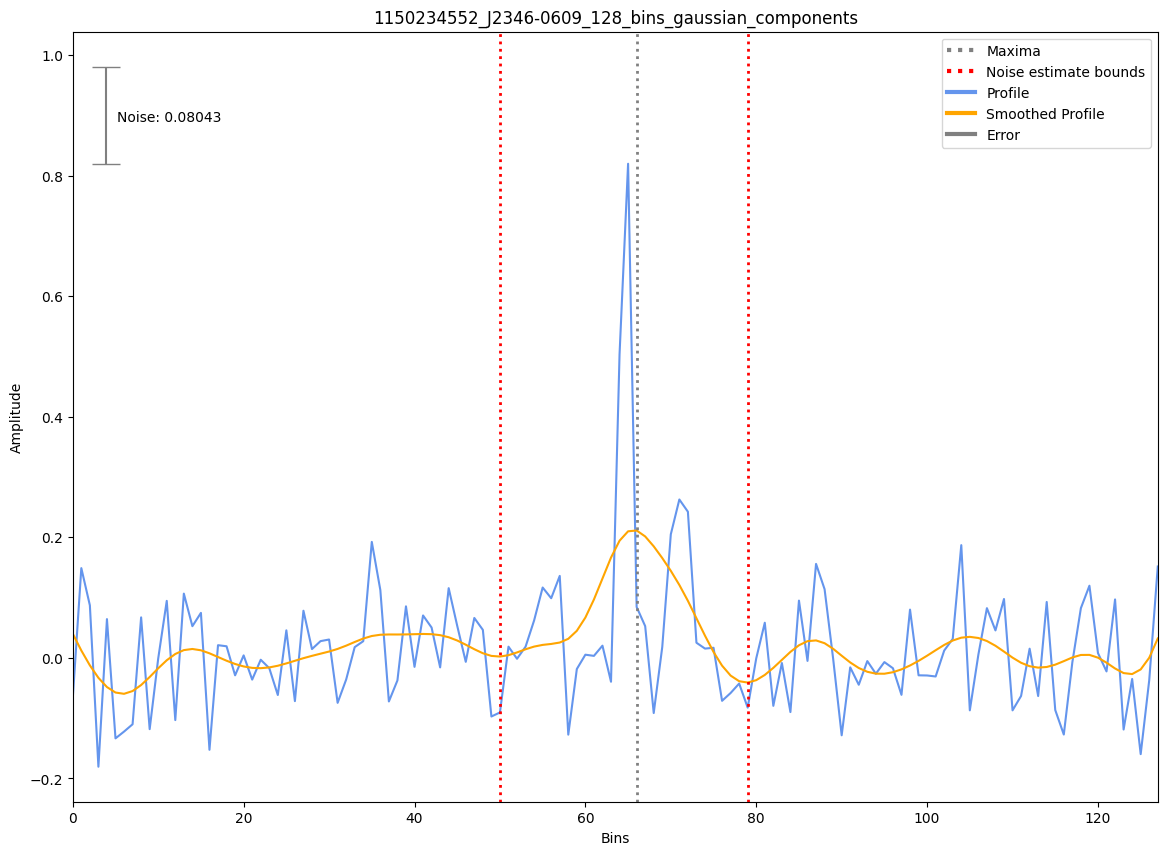 1150234552_J2346-0609_128_bins_gaussian_components
1.0
0.8
0.6
0.4
0.2
0.0
−0.2
Amplitude
Noise: 0.08043
Maxima
Noise estimate bounds
Profile
Smoothed Profile
Error
0
20
40
60
80
100
120
Bins